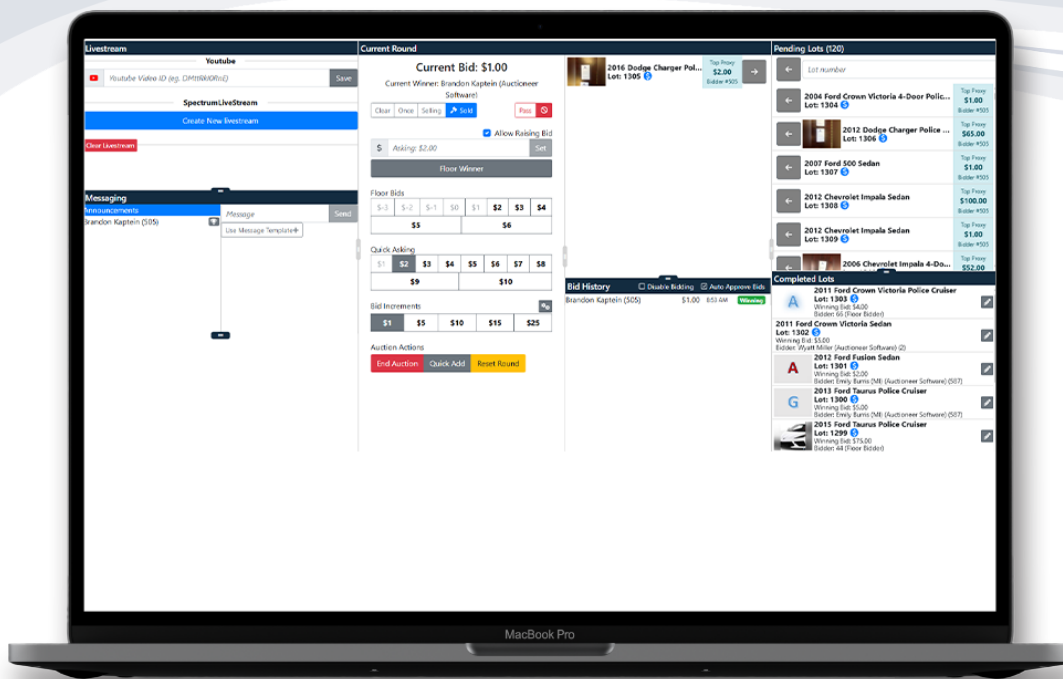 Livestream
Youtube
Youtube Video ID (eg.
Save
SpectrumLiveStream
Create New livestream
Clear Livestream
Messaging
Announcements
Brandon Kaptein (505)
Message
Send
Use Message Template+
Current Round
Current Bid: $1.00
Current Winner: Brandon Kaptein (Auctioneer
Software)
Clear Once Selling Sold Pass
Allow Raising Bid
$ Asking: $2.00 Set
Floor Winner
Floor Bids
$-3 $-2 $-1 $0 $1 $2 $3 $4
$5 $6
Quick Asking
$1 $2 $3 $4 $5 $6 $7 $8
$9 $10
Bid Increments
$1 $5 $10 $15 $25
Auction Actions
End Auction Quick Add Reset Round
2016 Dodge Charger Pol...
Lot: 1305
Top Proxy
$2.00
Bidder #505
Bid History Disable Bidding Auto Approve Bids
Brandon Kaptein (505) $1.00 8:53 AM Winning
Pending Lots (120)
Lot number
2004 Ford Crown Victoria 4-Door Polic...
Lot: 1304
Top Proxy
$1.00
Bidder #505
2012 Dodge Charger Police ...
Lot: 1306
Top Proxy
$65.00
Bidder #505
2007 Ford 500 Sedan
Lot: 1307
Top Proxy
$1.00
Bidder #505
2012 Chevrolet Impala Sedan
Lot: 1308
Top Proxy
$100.00
Bidder #505
2012 Chevrolet Impala Sedan
Lot: 1309
Top Proxy
$1.00
Bidder #505
2006 Chevrolet Impala 4-Do...
Top Proxy
$52.00
Completed Lots
A
2011 Ford Crown Victoria Police Cruiser
Lot: 1303
Winning Bid: $4.00
Bidder: 66 (Floor Bidder)
2011 Ford Crown Victoria Sedan
Lot: 1302
Winning Bid: $5.00
Bidder: Wyatt Miller (Auctioneer Software) (2)
A
2012 Ford Fusion Sedan
Lot: 1301
Winning Bid: $2.00
Bidder: Emily Burns (MI) (Auctioneer Software) (587)
G
2013 Ford Taurus Police Cruiser
Lot: 1300
Winning Bid: $5.00
Bidder: Emily Burns (MI) (Auctioneer Software) (587)
2015 Ford Taurus Police Cruiser
Lot: 1299
Winning Bid: $75.00
Bidder: 44 (Floor Bidder)
MacBook Pro